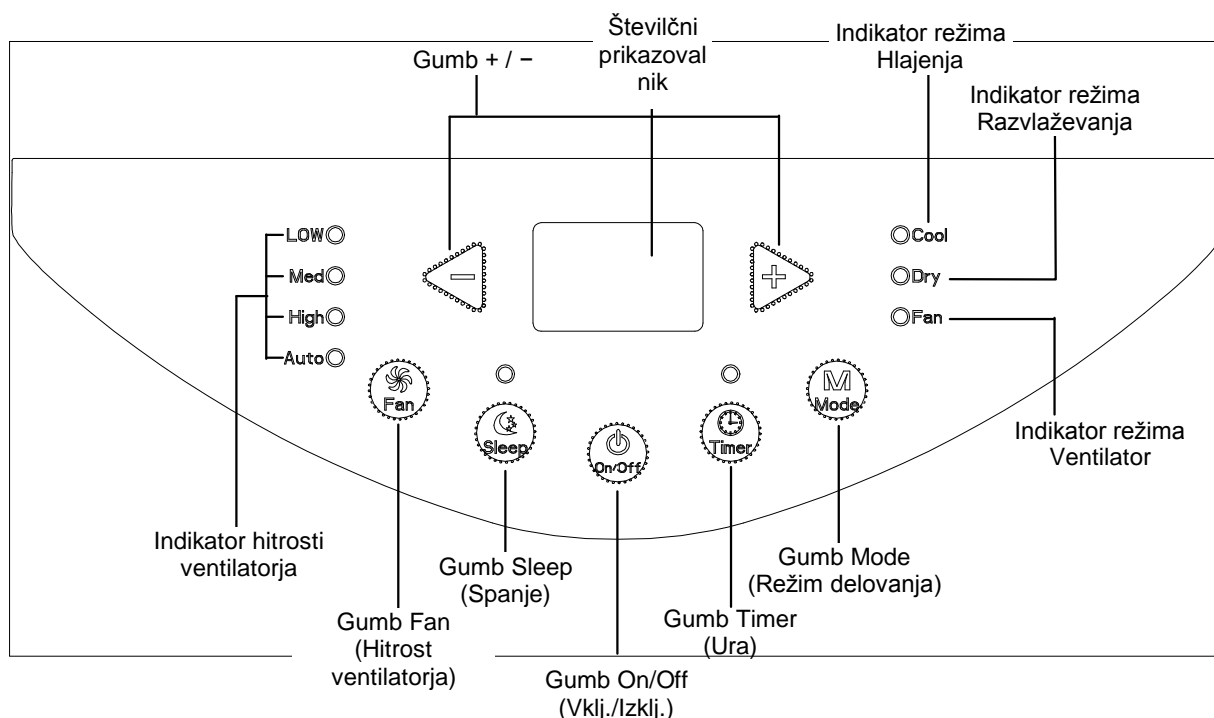 Številčni
prikazoval
nik
Indikator režima
Hlajenja
Gumb + / −
Indikator režima
Razvlaževanja
LOW
Med
High
Auto
−
+
Cool
Dry
Fan
Fan
Sleep
On/Off
Timer
M
Mode
Indikator režima
Ventilator
Indikator hitrosti
ventilatorja
Gumb Sleep
(Spanje)
Gumb Mode
(Režim delovanja)
Gumb Fan
(Hitrost
ventilatorja)
Gumb Timer
(Ura)
Gumb On/Off
(Vklj./Izklj.)